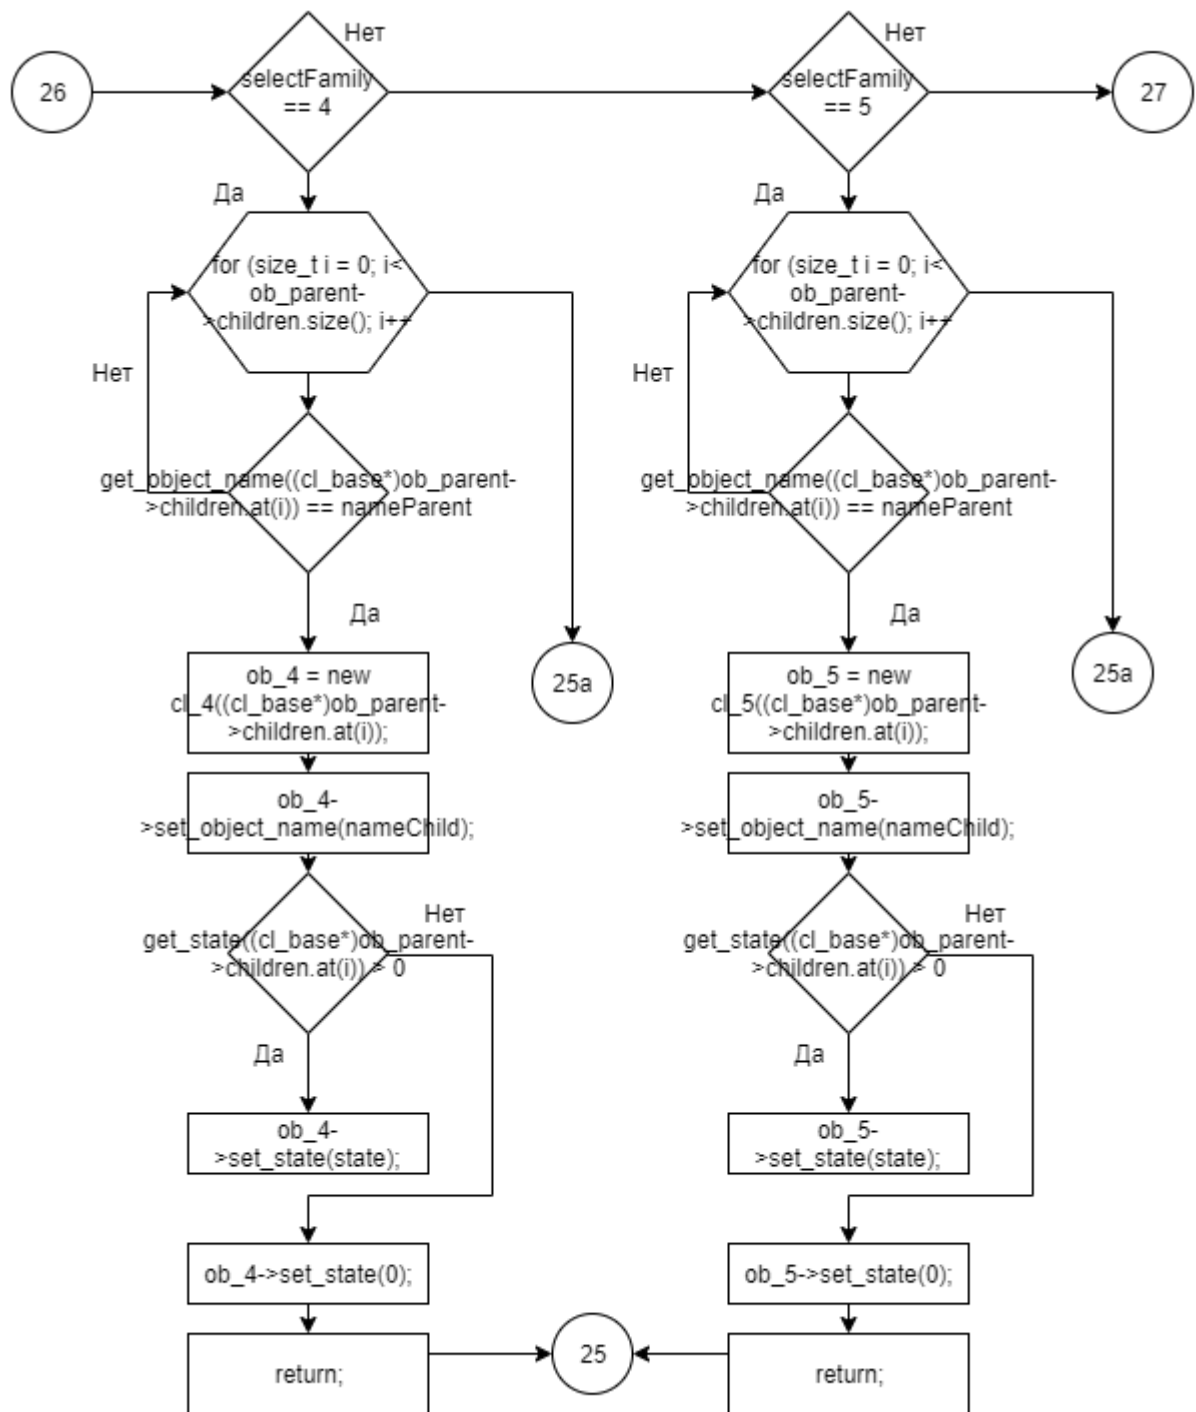 Нет
Нет
26
selectFamily
== 4
selectFamily
== 5
27
Да
Да
for (size_t i = 0; i<
ob_parent-
>children.size(); i++
for (size_t i = 0; i<
ob_parent-
>children.size(); i++
Нет
Нет
get_object_name((cl_base*)ob_parent-
>children.at(i)) == nameParent
get_object_name((cl_base*)ob_parent-
>children.at(i)) == nameParent
Да
Да
ob_4 = new
cl_4((cl_base*)ob_parent-
>children.at(i));
25a
ob_5 = new
cl_5((cl_base*)ob_parent-
>children.at(i));
25a
ob_4-
>set_object_name(nameChild);
ob_5-
>set_object_name(nameChild);
Нет
get_state((cl_base*)ob_parent-
>children.at(i)) > 0
Нет
get_state((cl_base*)ob_parent-
>children.at(i)) > 0
Да
Да
ob_4-
>set_state(state);
ob_5-
>set_state(state);
ob_4->set_state(0);
ob_5->set_state(0);
return;
25
return;